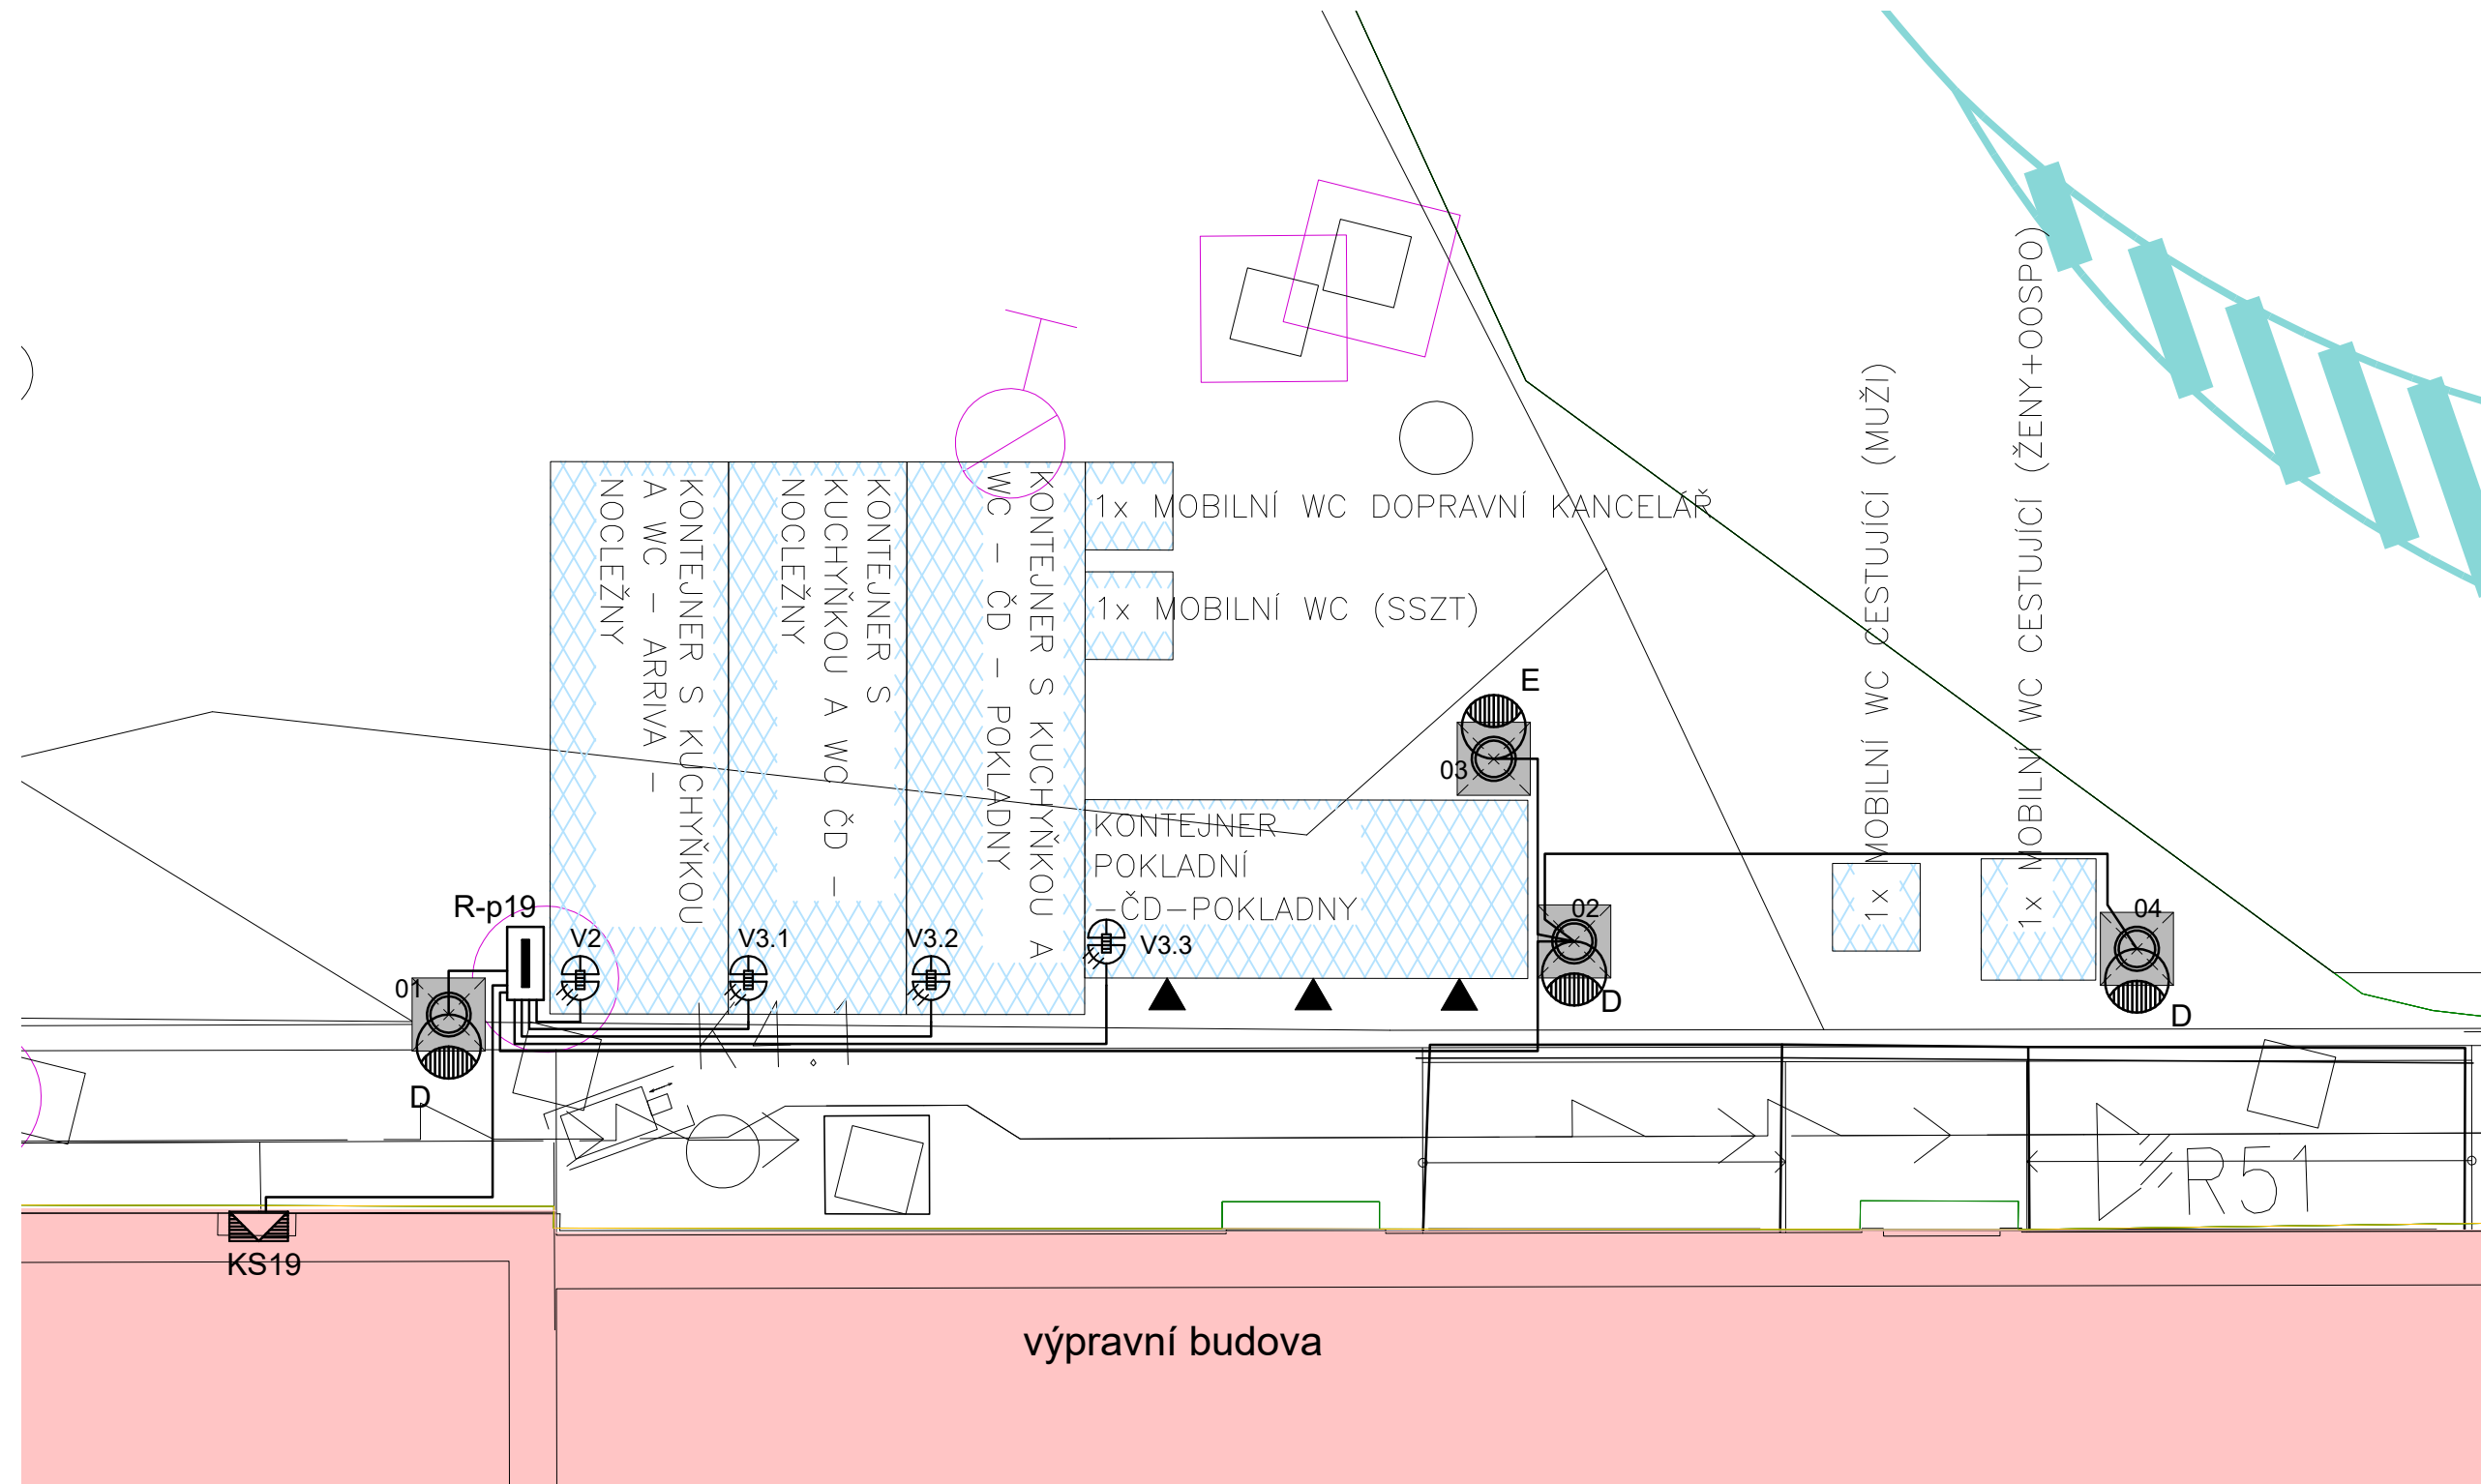 1x MOBILNÍ WC CESTUJÍCÍ (MUŽI)
1x MOBILNÍ WC CESTUJÍCÍ (ŽENY+OOSPO)
KONTEJNER S KUCHYŇKOU
A WC - ARRIVA -
NOCLEŽNY
KONTEJNER S
KUCHYŇKOU A WC ČD -
NOCLEŽNY
KONTEJNER S KUCHYŇKOU A
WC - ČD - POKLADNY
1x MOBILNÍ WC DOPRAVNÍ KANCELÁŘ
1x MOBILNÍ WC (SSZT)
E
03
KONTEJNER
POKLADNÍ
-ČD-POKLADNY
R-p19
V2
V3.1
V3.2
V3.3
02
04
01
D
D
D
R51
KS19
výpravní budova